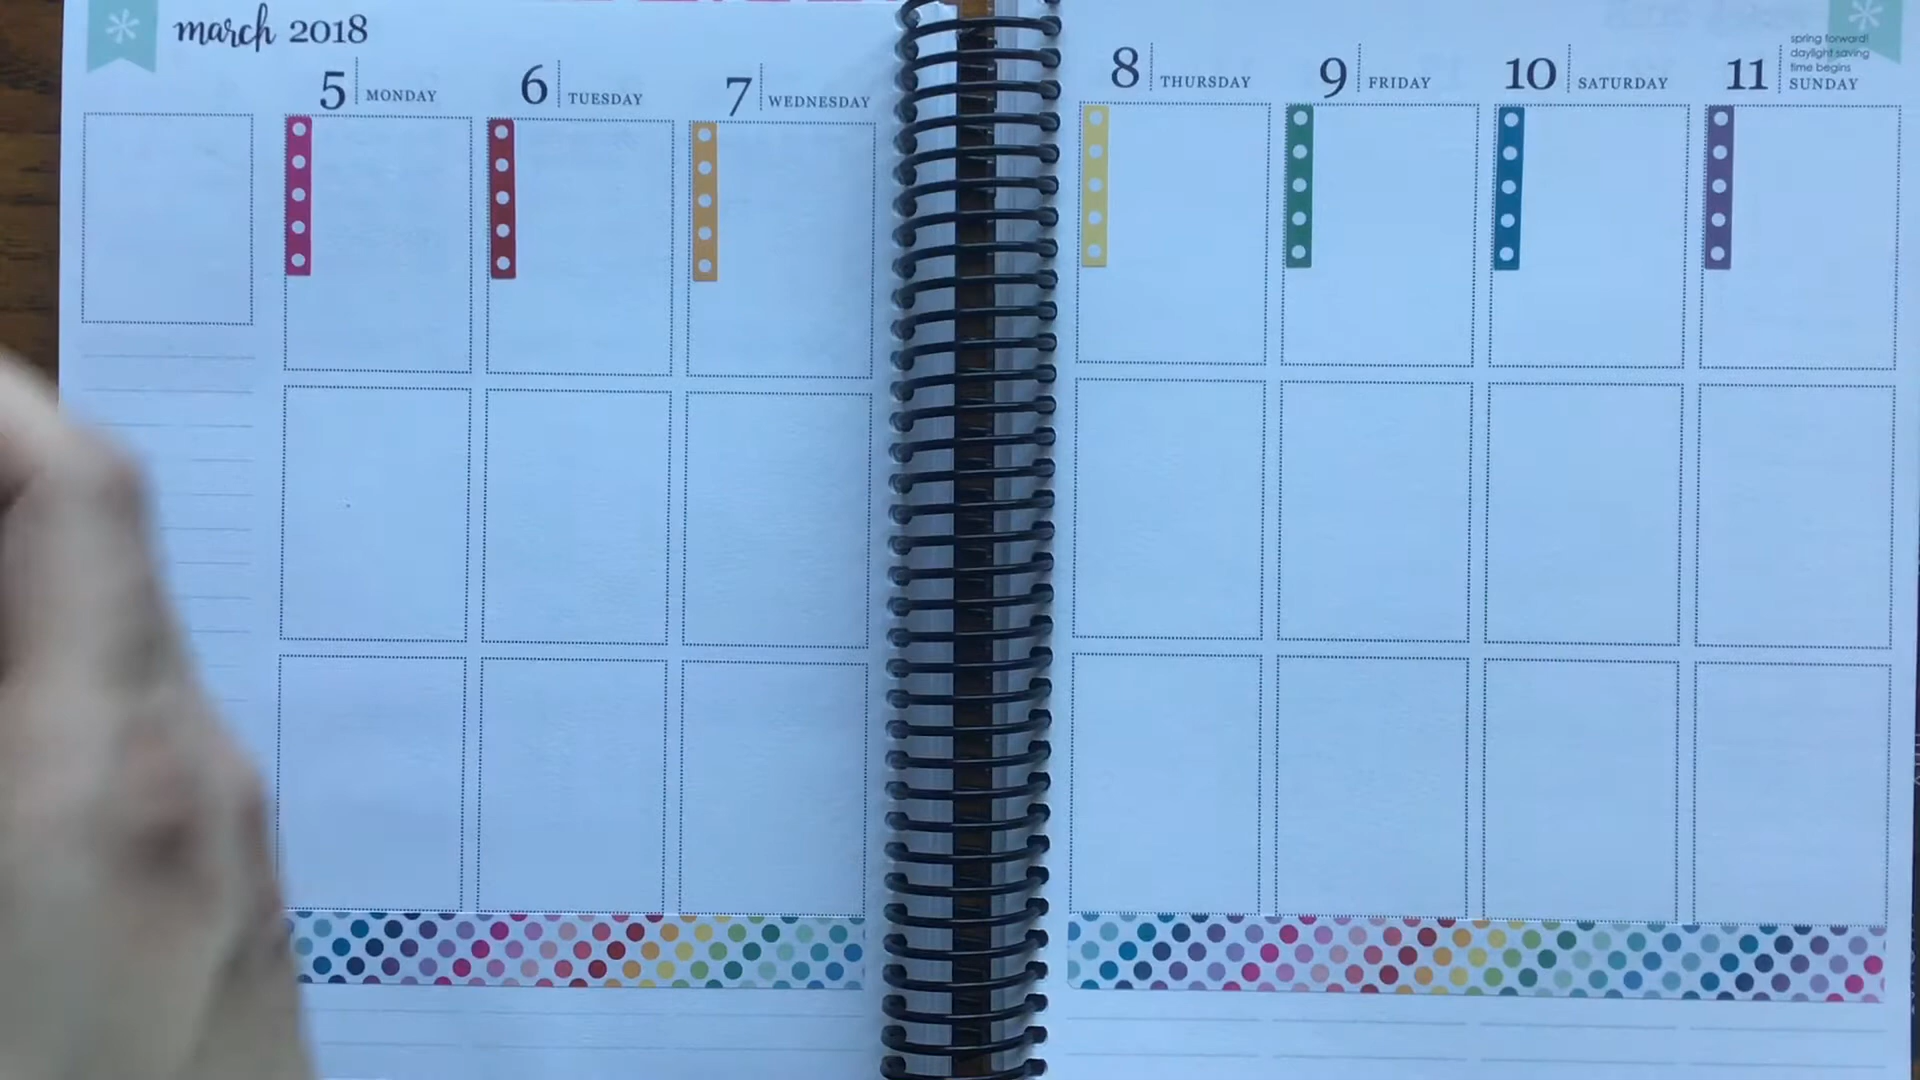 march 2018
5 MONDAY
6 TUESDAY
7 WEDNESDAY
8 THURSDAY
9 FRIDAY
10 SATURDAY
spring forward!
daylight saving
time begins
11 SUNDAY